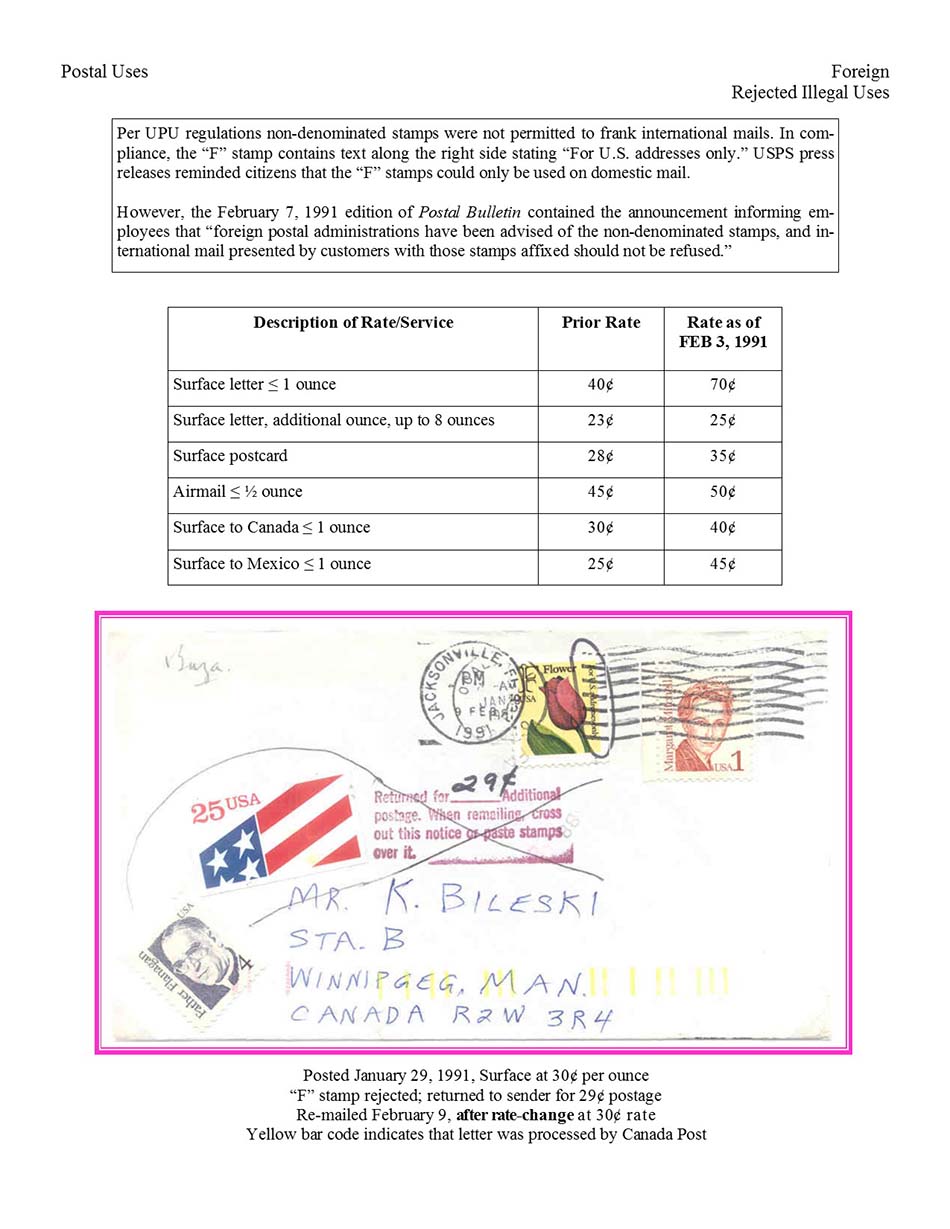 Postal Uses
Foreign
Rejected Illegal Uses
Per UPU regulations non-denominated stamps were not permitted to frank international mails. In com-
pliance, the “F” stamp contains text along the right side stating “For U.S. addresses only.” USPS press
releases reminded citizens that the “F” stamps could only be used on domestic mail.
However, the February 7, 1991 edition of Postal Bulletin contained the announcement informing em-
ployees that “foreign postal administrations have been advised of the non-denominated stamps, and in-
ternational mail presented by customers with those stamps affixed should not be refused.”
Description of Rate/Service Prior Rate Rate as of
FEB 3, 1991
Surface letter ≤ 1 ounce 40¢ 70¢
Surface letter, additional ounce, up to 8 ounces 23¢ 25¢
Surface postcard 28¢ 35¢
Airmail ≤ ½ ounce 45¢ 50¢
Surface to Canada ≤ 1 ounce 30¢ 40¢
Surface to Mexico ≤ 1 ounce 25¢ 45¢
JACKSONVILLE, FL
PM
JAN
9 FEB
1991
Flower
USA
USA 1
25 USA
29¢
Returned for Additional
postage. When remailing, cross
out this notice or paste stamps
over it.
USA
4
Father Flanagan
MR. K. BILESKI
STA. B
WINNIPGEG, MAN.
CANADA R2W 3R4
Posted January 29, 1991, Surface at 30¢ per ounce
“F” stamp rejected; returned to sender for 29¢ postage
Re-mailed February 9, after rate-change at 30¢ rate
Yellow bar code indicates that letter was processed by Canada Post